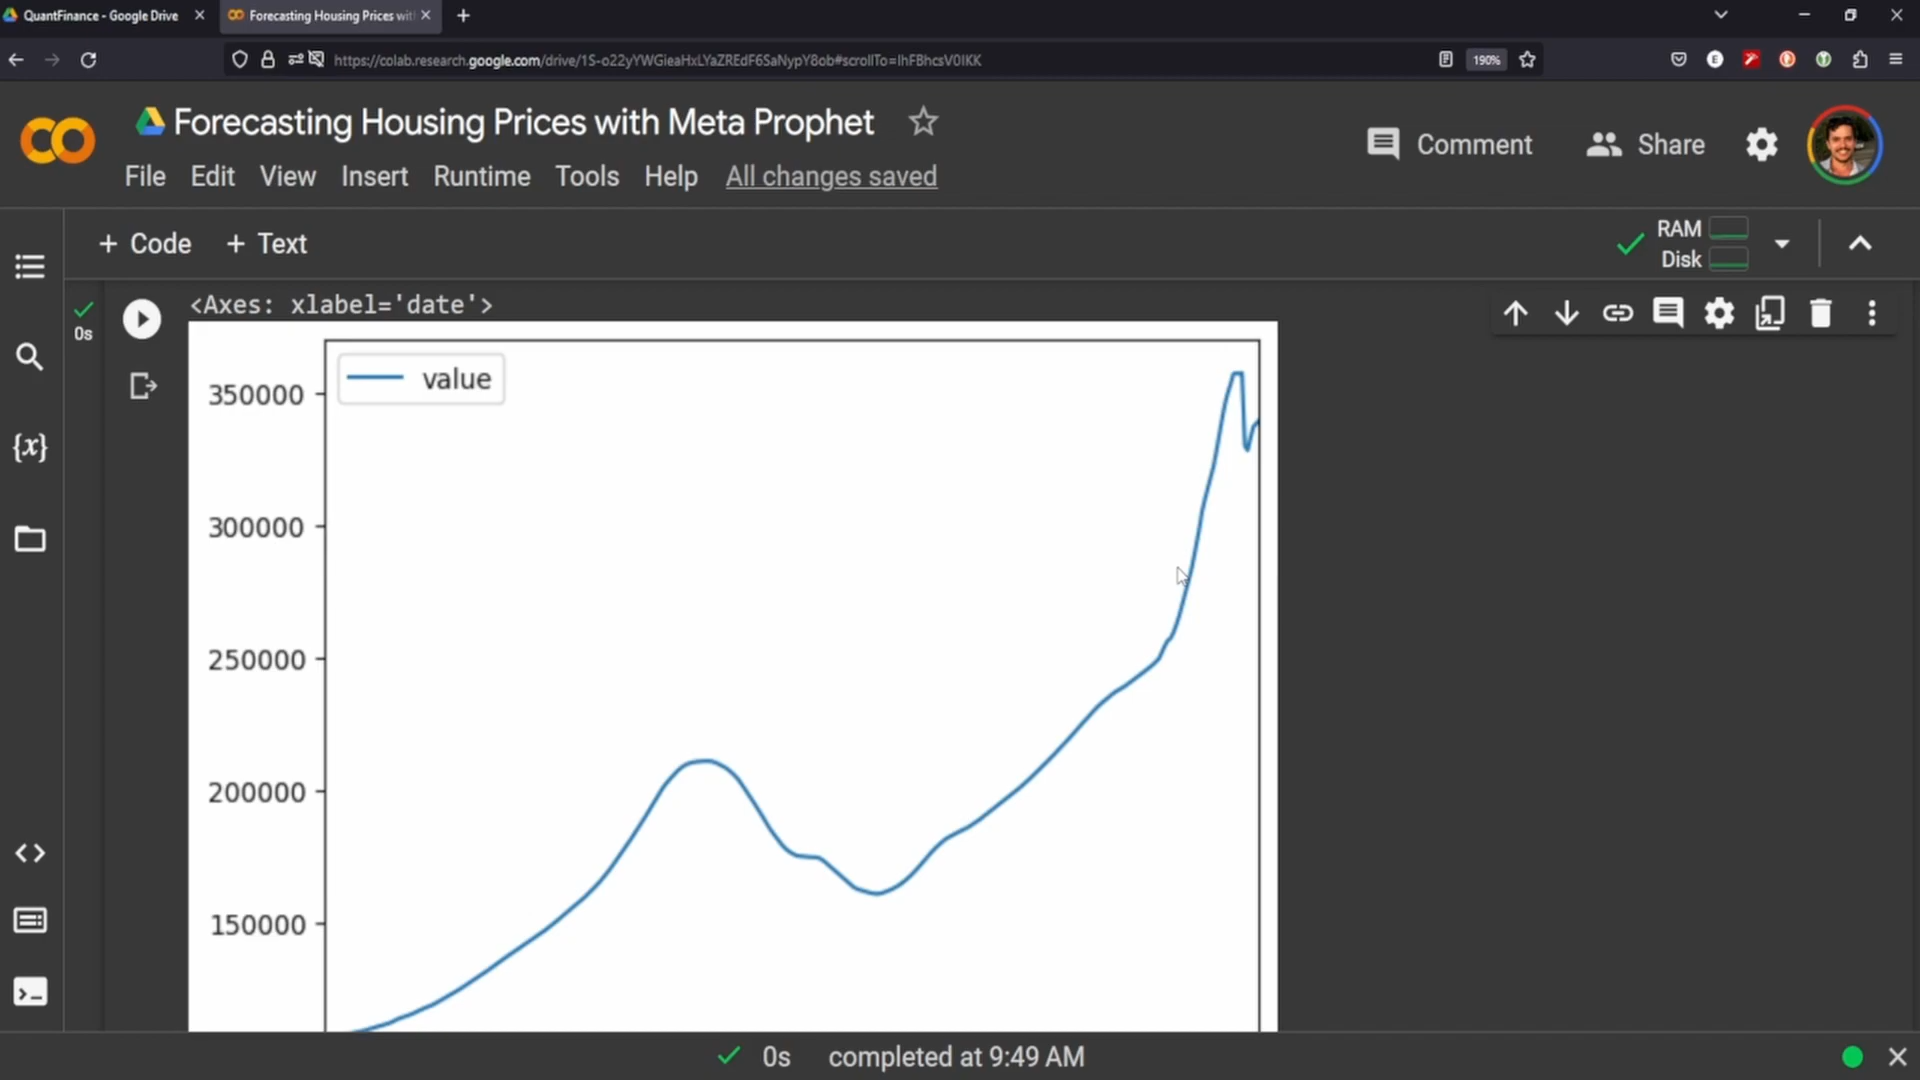 QuantFinance - Google Drive
Forecasting Housing Prices wit
https://colab.research.google.com/drive/1S-o22yYWGieaHxLYaZREdF6SaNypY8ob#scrollTo=IhFBhcsV0IKK
190%
E
Forecasting Housing Prices with Meta Prophet
Comment
Share
File Edit View Insert Runtime Tools Help All changes saved
+ Code + Text
RAM
Disk
<Axes: xlabel='date'>
0s
{x}
value
350000
300000
250000
200000
150000
0s completed at 9:49 AM